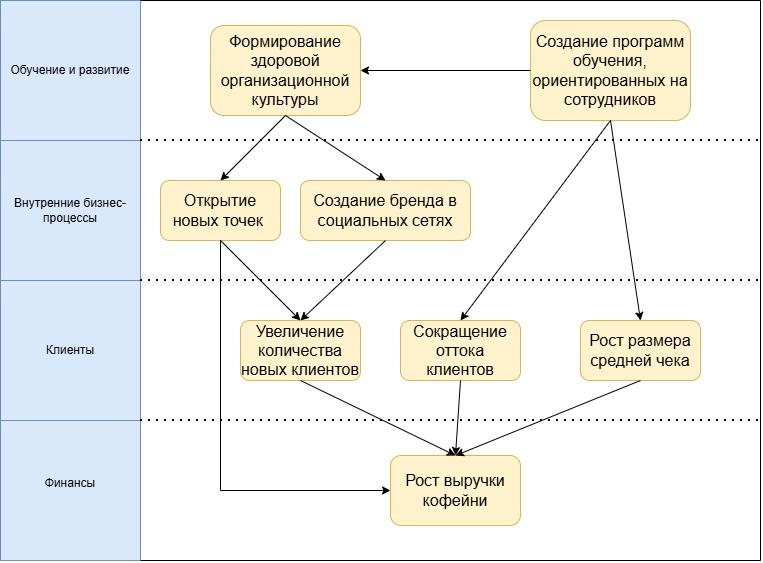 Обучение и развитие
Формирование
здоровой
организационной
культуры
Создание программ
обучения,
ориентированных на
сотрудников
Внутренние бизнес-
процессы
Открытие
новых точек
Создание бренда в
социальных сетях
Клиенты
Увеличение
количества
новых клиентов
Сокращение
оттока
клиентов
Рост размера
средней чека
Финансы
Рост выручки
кофейни